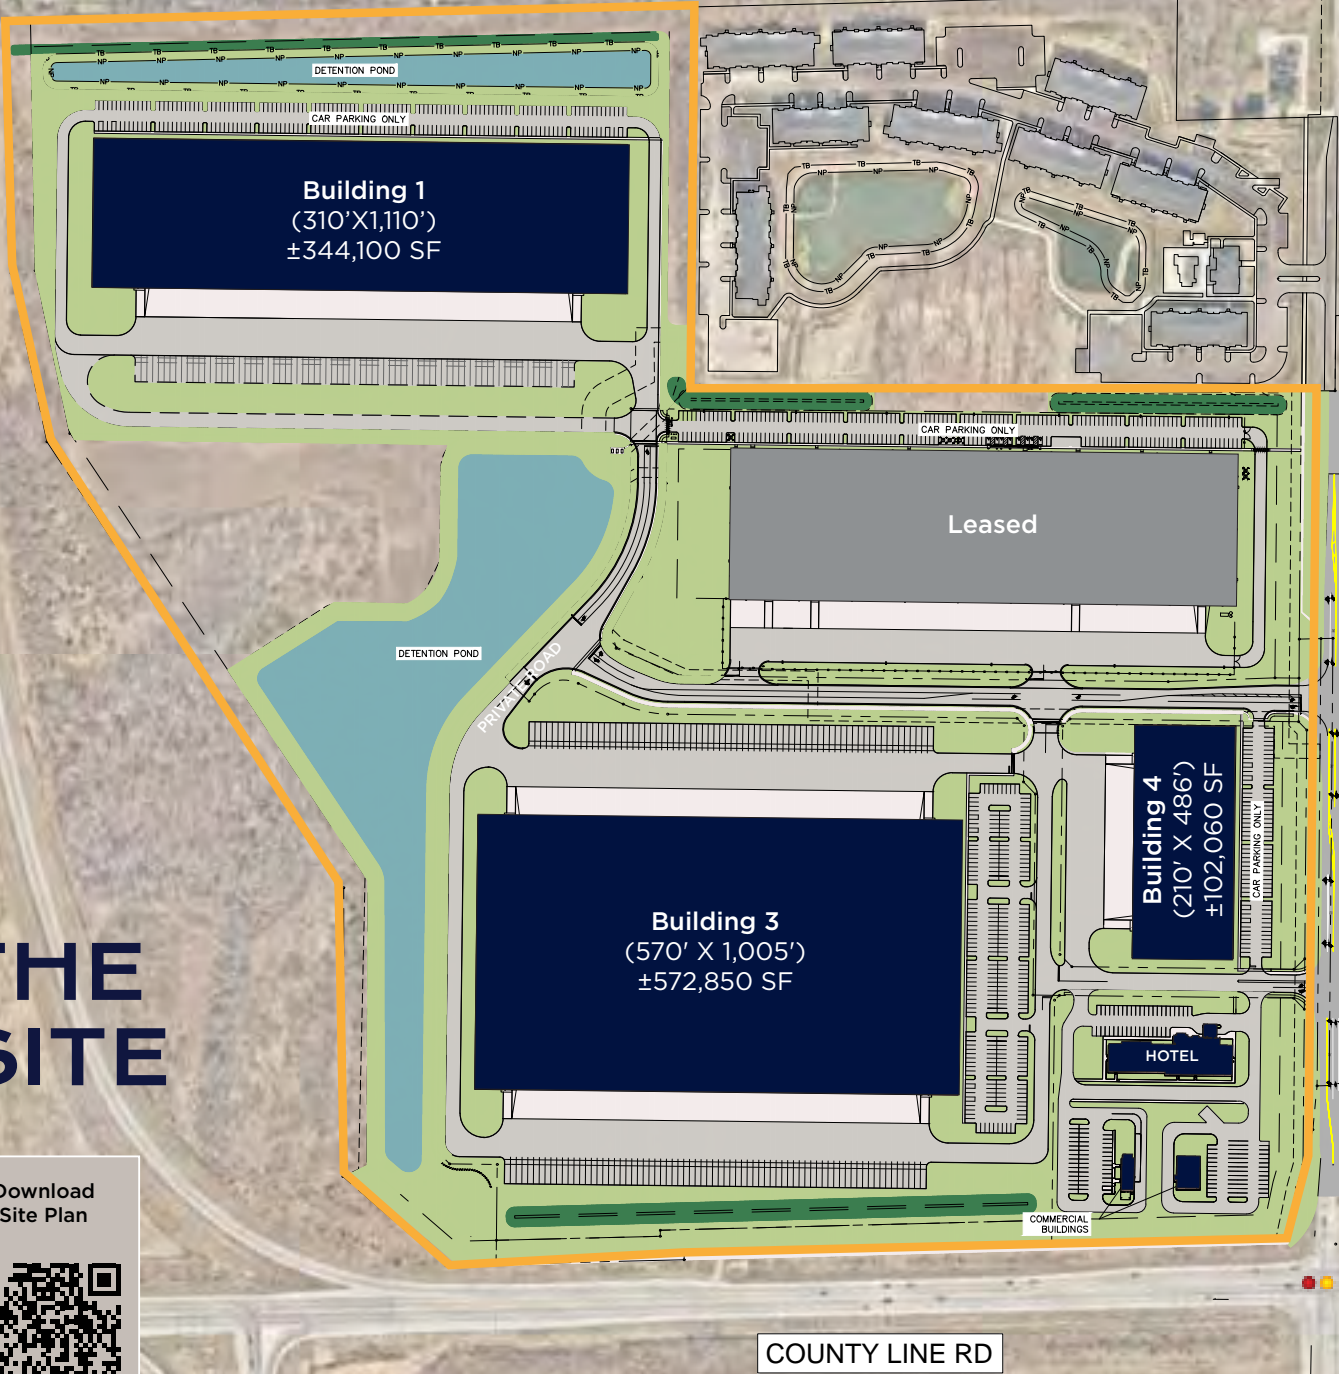 DETENTION POND
CAR PARKING ONLY
Building 1
(310'X1,110')
±344,100 SF
CAR PARKING ONLY
Leased
DETENTION POND
PRIVATE ROAD
Building 4
(210' X 486')
±102,060 SF
CAR PARKING ONLY
Building 3
(570' X 1,005')
±572,850 SF
THE
SITE
HOTEL
Download
Site Plan
COMMERCIAL
BUILDINGS
COUNTY LINE RD